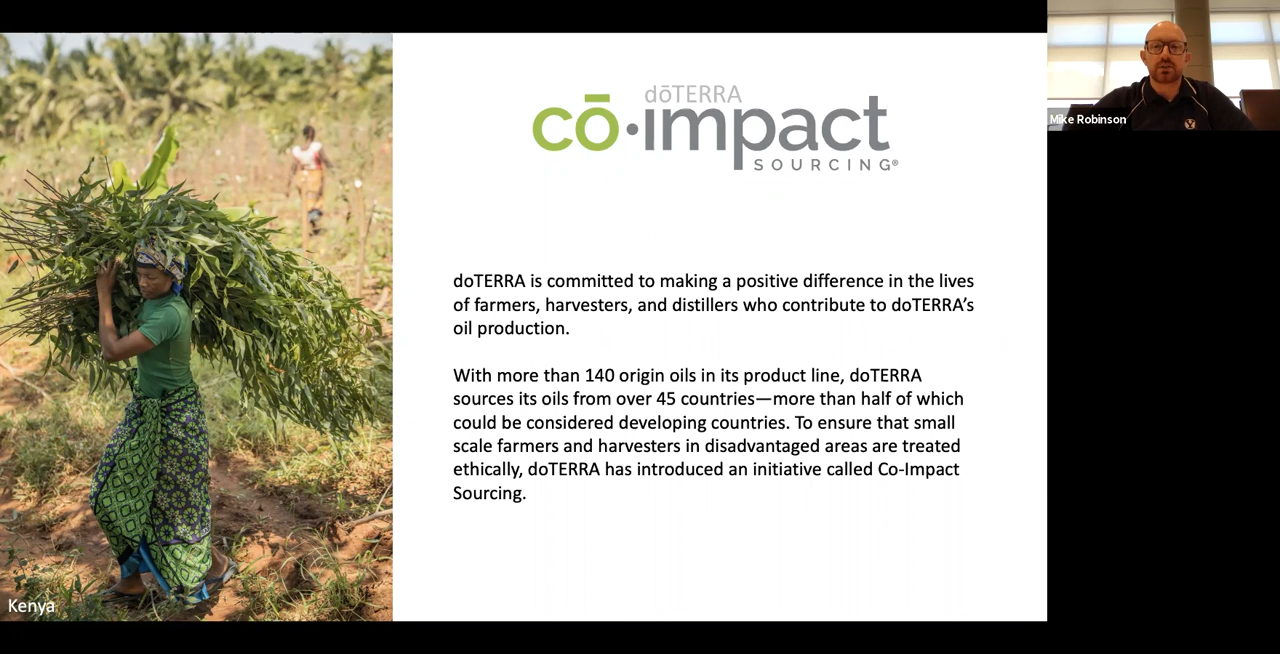 dōTERRA
cō•impact
SOURCING®
Mike Robinson
doTERRA is committed to making a positive difference in the lives
of farmers, harvesters, and distillers who contribute to doTERRA’s
oil production.
With more than 140 origin oils in its product line, doTERRA
sources its oils from over 45 countries—more than half of which
could be considered developing countries. To ensure that small
scale farmers and harvesters in disadvantaged areas are treated
ethically, doTERRA has introduced an initiative called Co-Impact
Sourcing.
Kenya